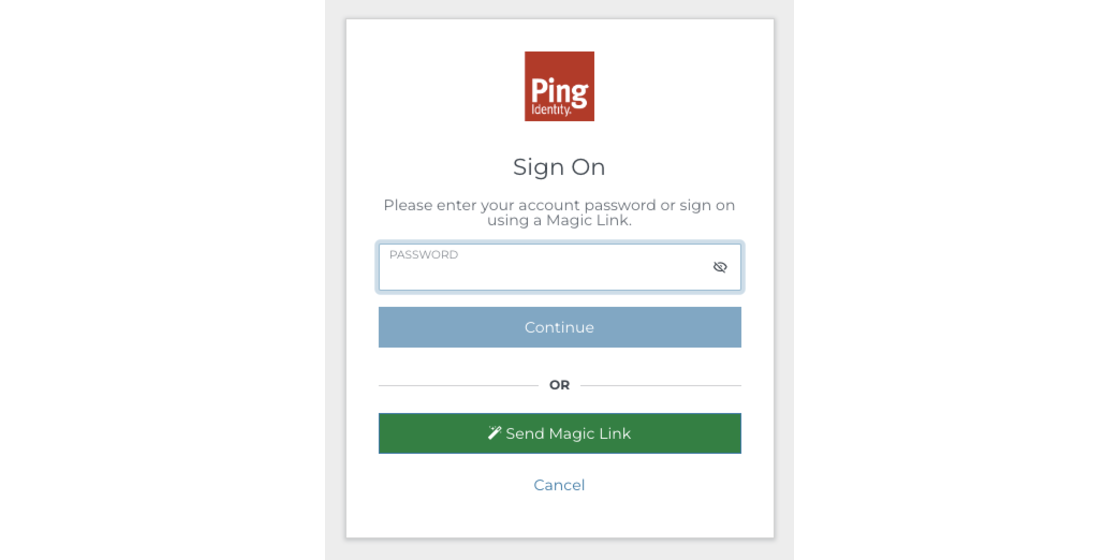 Ping
Identity.
Sign On
Please enter your account password or sign on
using a Magic Link.
PASSWORD
Continue
OR
Send Magic Link
Cancel